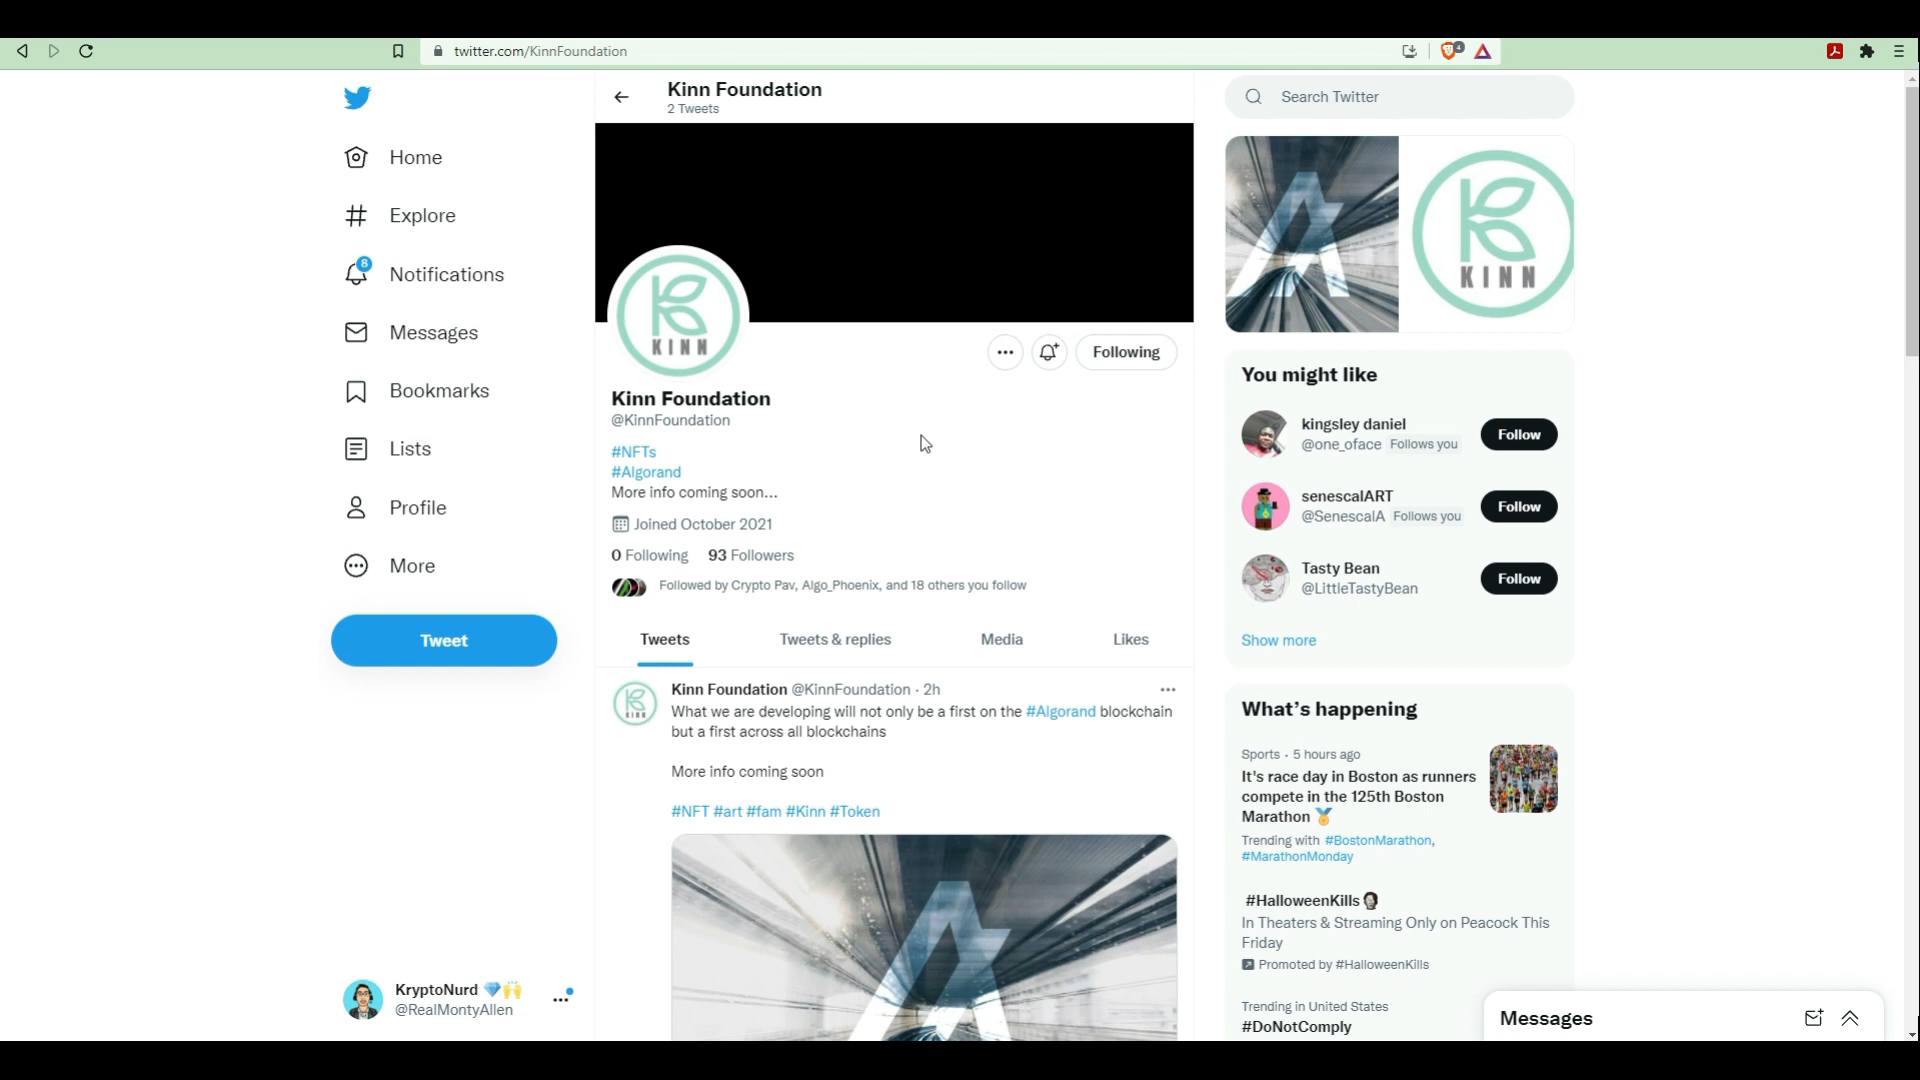 twitter.com/KinnFoundation
4
Home
Explore
8
Notifications
Messages
Bookmarks
Lists
Profile
More
Tweet
KryptoNurd 💎🙌
@RealMontyAllen
Kinn Foundation
2 Tweets
KINN
Following
Kinn Foundation
@KinnFoundation
#NFTs
#Algorand
More info coming soon...
Joined October 2021
0 Following 93 Followers
Followed by Crypto Pav, Algo_Phoenix, and 18 others you follow
Tweets Tweets & replies Media Likes
KINN
Kinn Foundation @KinnFoundation · 2h
What we are developing will not only be a first on the #Algorand blockchain
but a first across all blockchains
More info coming soon
#NFT #art #fam #Kinn #Token
Search Twitter
KINN
You might like
kingsley daniel
@one_oface Follows you
Follow
senescalART
@SenescalA Follows you
Follow
Tasty Bean
@LittleTastyBean
Follow
Show more
What's happening
Sports · 5 hours ago
It's race day in Boston as runners
compete in the 125th Boston
Marathon 🏅
Trending with #BostonMarathon,
#MarathonMonday
#HalloweenKills
In Theaters & Streaming Only on Peacock This
Friday
Promoted by #HalloweenKills
Trending in United States
#DoNotComply
Messages